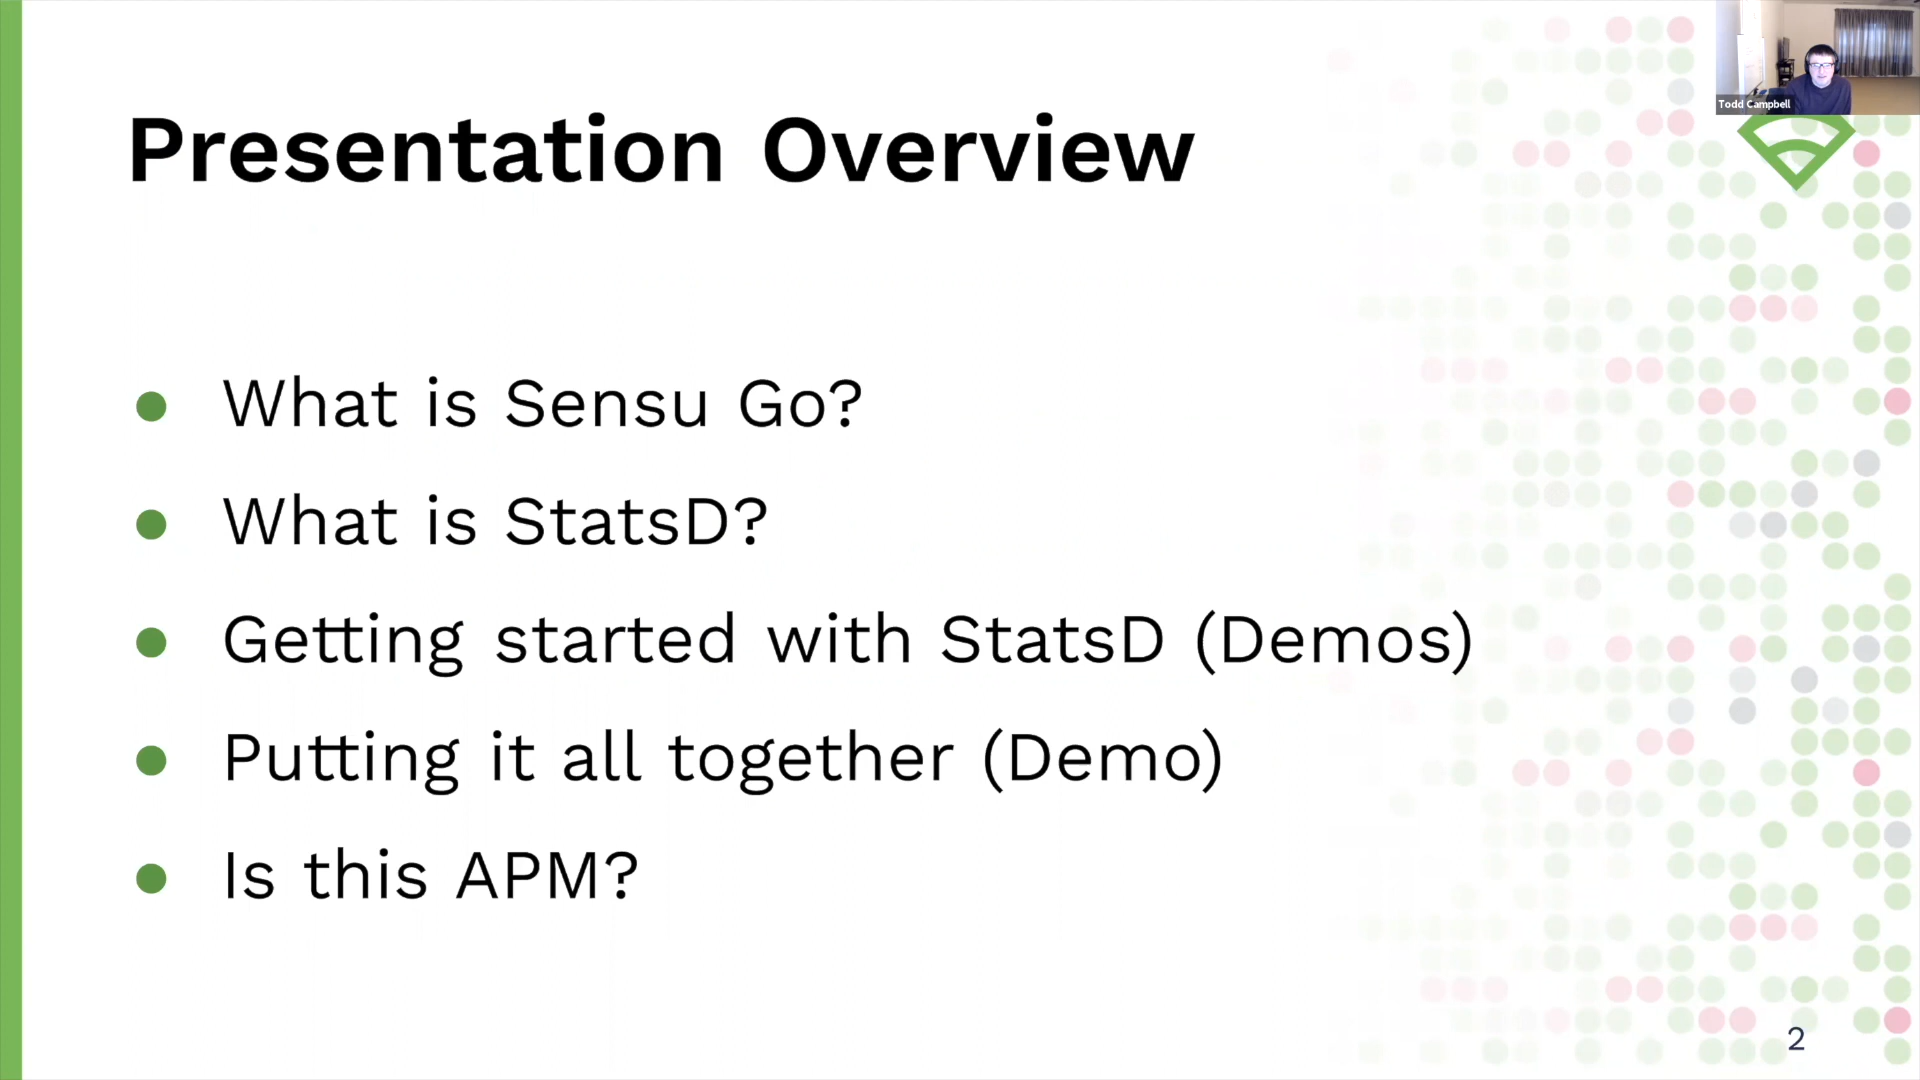 Todd Campbell
Presentation Overview
What is Sensu Go?
What is StatsD?
Getting started with StatsD (Demos)
Putting it all together (Demo)
Is this APM?
2